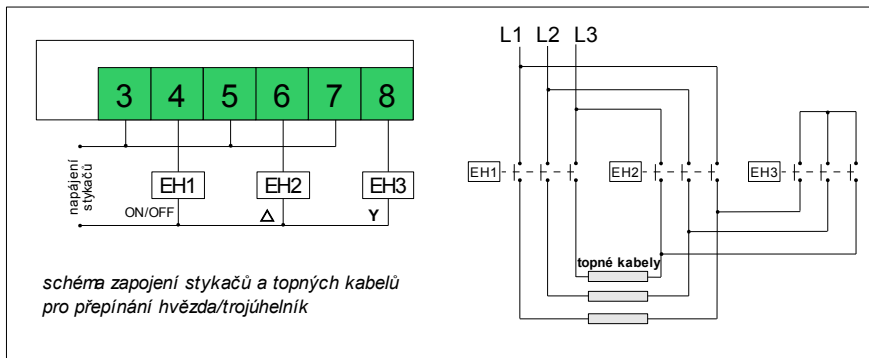 3 4 5 6 7 8
napájení
stykačů
EH1 EH2 EH3
ON/OFF Δ Y
schéma zapojení stykačů a topných kabelů
pro přepínání hvězda/trojúhelník
L1 L2 L3
EH1 EH2 EH3
topné kabely